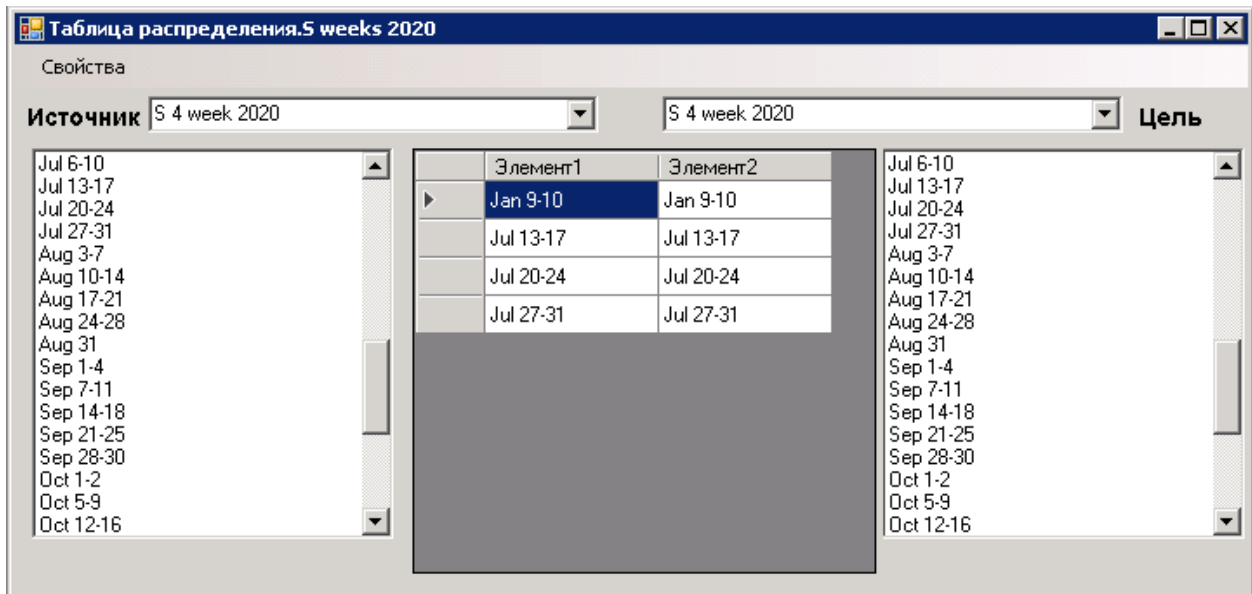 Таблица распределения.S weeks 2020
Свойства
Источник S 4 week 2020 S 4 week 2020 Цель
Jul 6-10
Jul 13-17
Jul 20-24
Jul 27-31
Aug 3-7
Aug 10-14
Aug 17-21
Aug 24-28
Aug 31
Sep 1-4
Sep 7-11
Sep 14-18
Sep 21-25
Sep 28-30
Oct 1-2
Oct 5-9
Oct 12-16
Элемент1 Элемент2
Jan 9-10 Jan 9-10
Jul 13-17 Jul 13-17
Jul 20-24 Jul 20-24
Jul 27-31 Jul 27-31
Jul 6-10
Jul 13-17
Jul 20-24
Jul 27-31
Aug 3-7
Aug 10-14
Aug 17-21
Aug 24-28
Aug 31
Sep 1-4
Sep 7-11
Sep 14-18
Sep 21-25
Sep 28-30
Oct 1-2
Oct 5-9
Oct 12-16